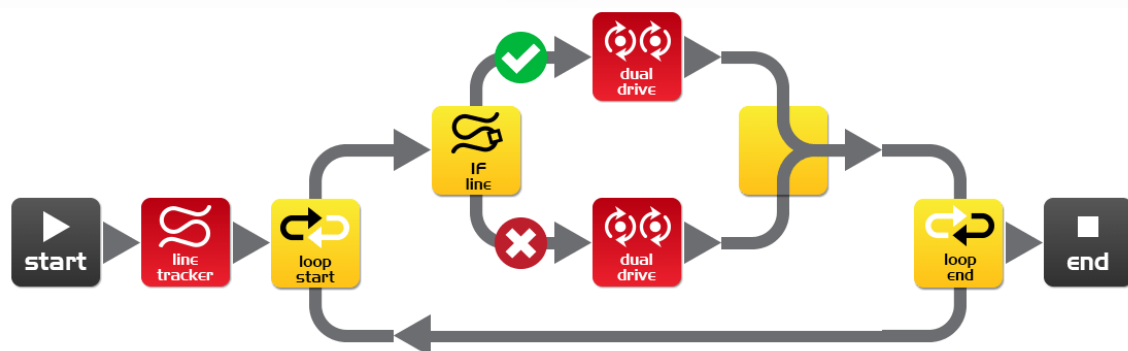 start
line
tracker
loop
start
IF
line
dual
drive
dual
drive
loop
end
end